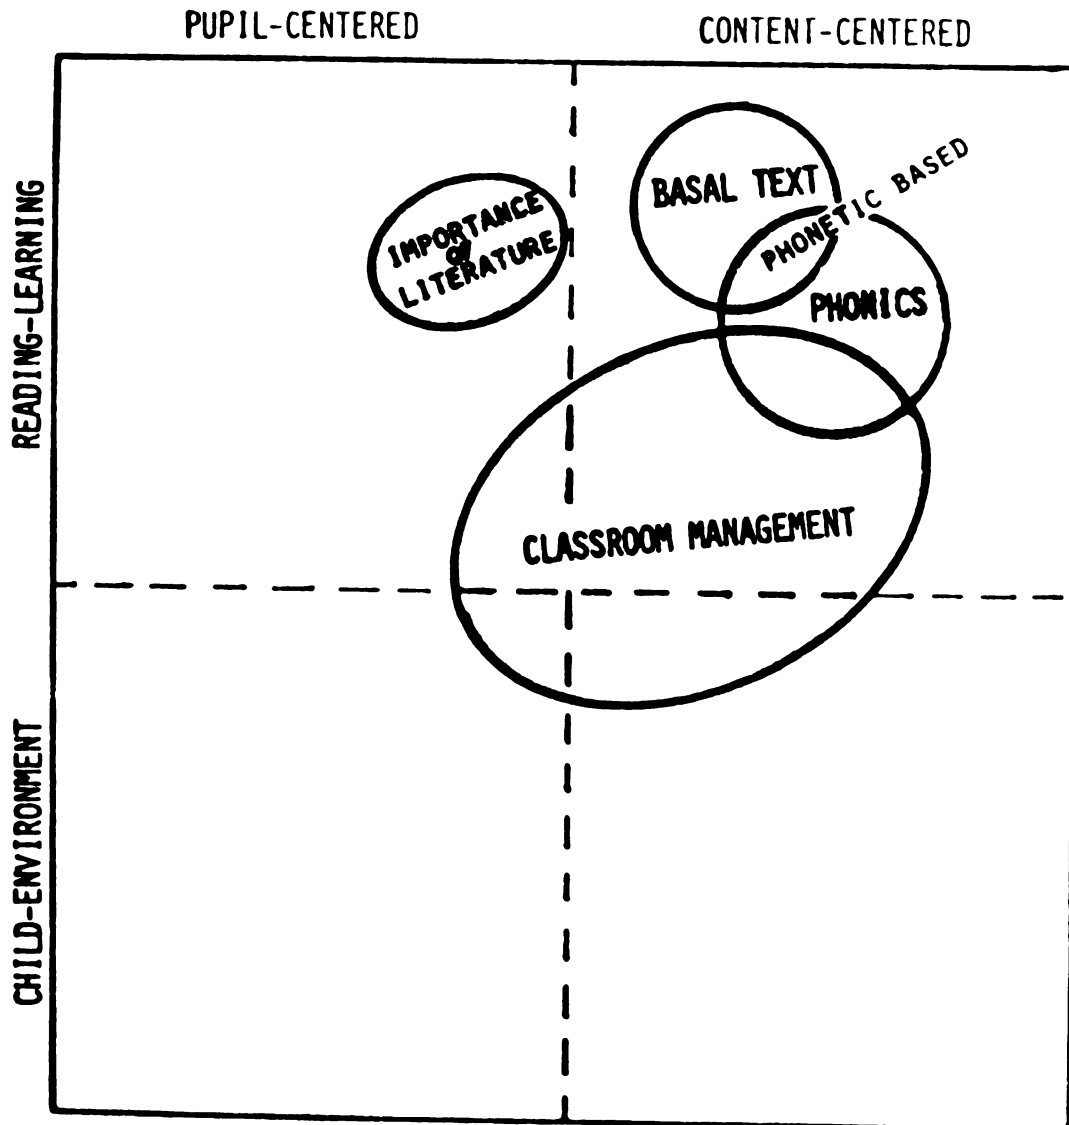 PUPIL-CENTERED
CONTENT-CENTERED
READING-LEARNING
CHILD-ENVIRONMENT
IMPORTANCE
OF
LITERATURE
BASAL TEXT
PHONETIC BASED
PHONICS
CLASSROOM MANAGEMENT